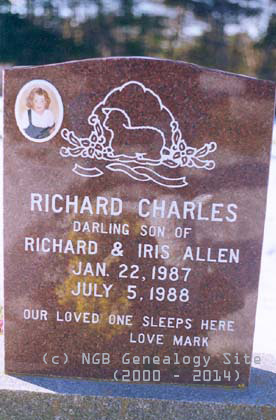 RICHARD CHARLES
DARLING SON OF
RICHARD & IRIS ALLEN
JAN. 22, 1987
JULY 5, 1988
OUR LOVED ONE SLEEPS HERE
LOVE MARK
(c) NGB Genealogy Site
(2000 - 2014)